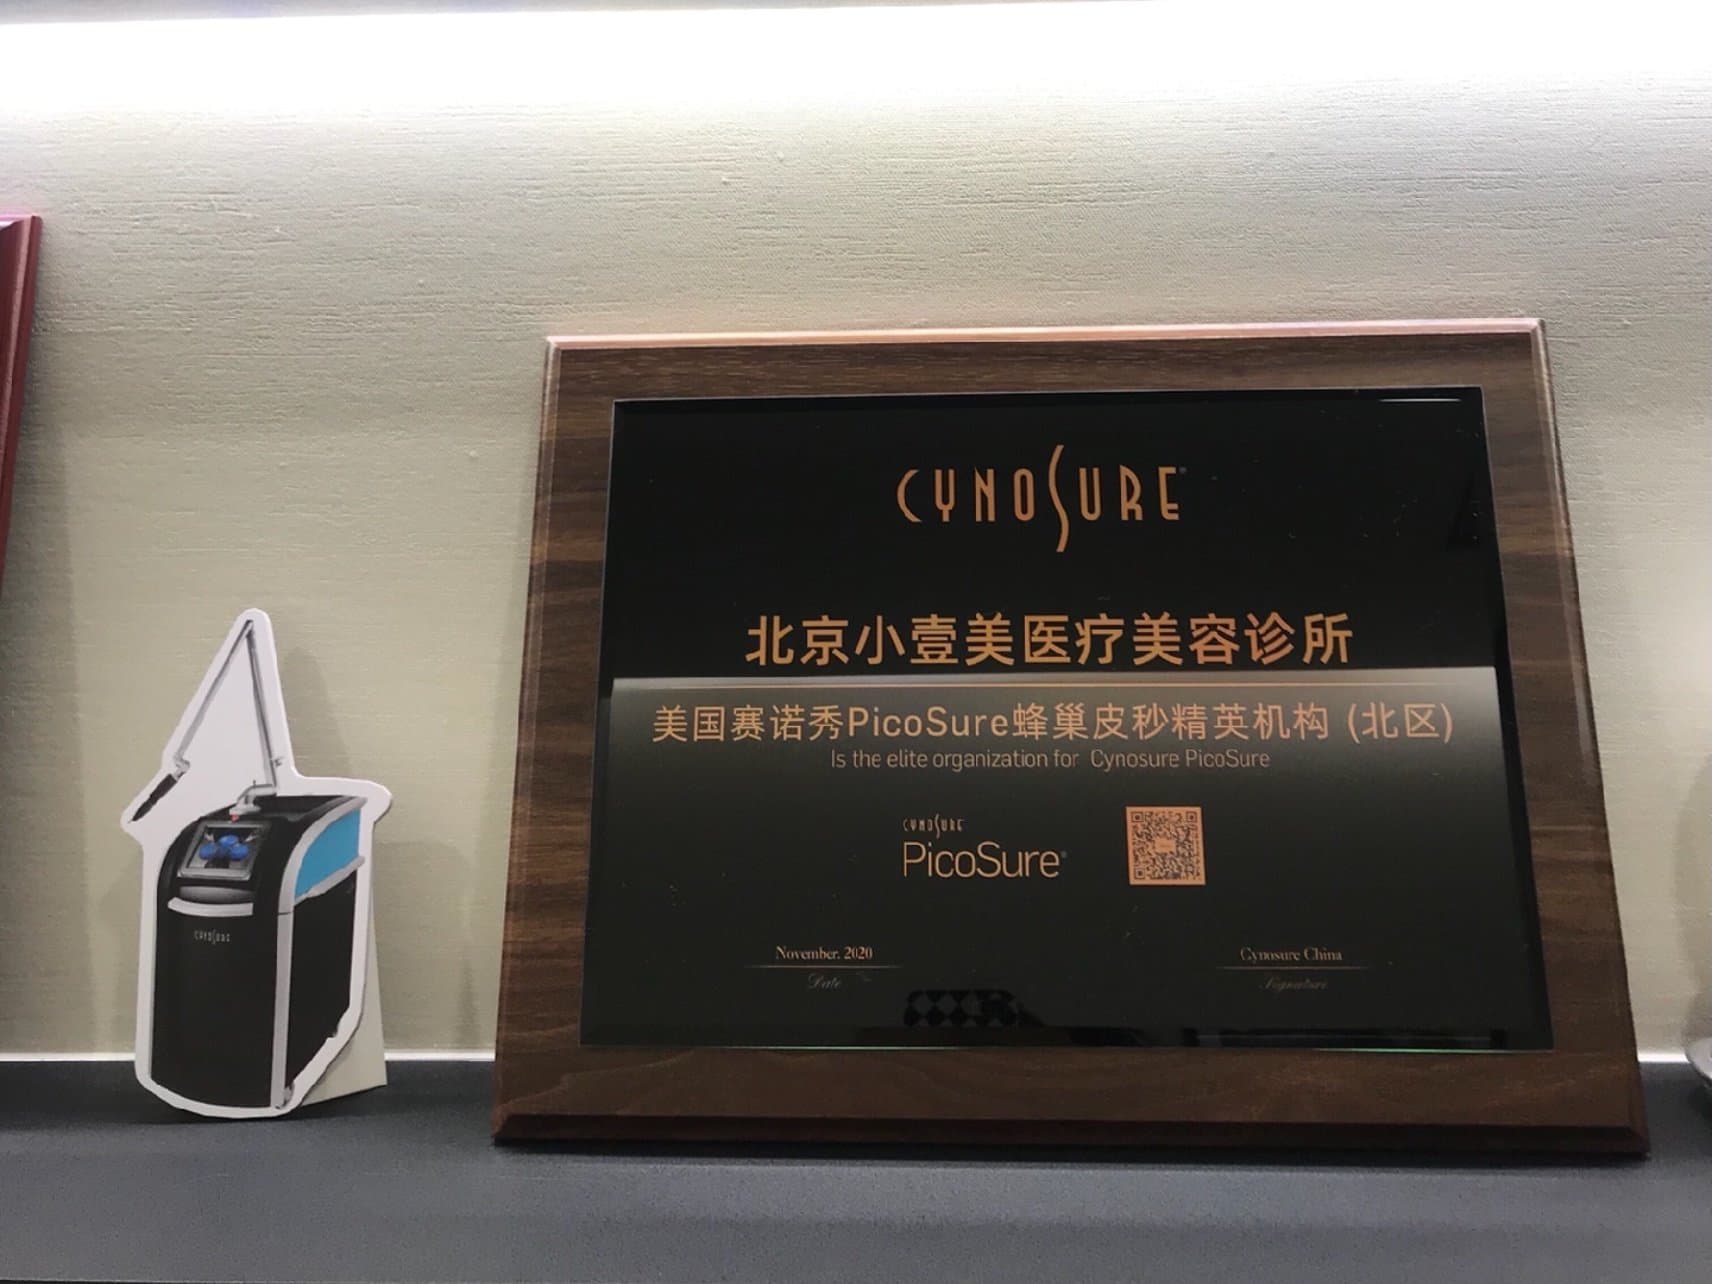 CYNOSURE®
北京小壹美医疗美容诊所
美国赛诺秀PicoSure蜂巢皮秒精英机构 (北区)
Is the elite organization for Cynosure PicoSure
CYNOSURE
PicoSure®
November. 2020
Date
Cynosure China
Signature
CYNOSURE